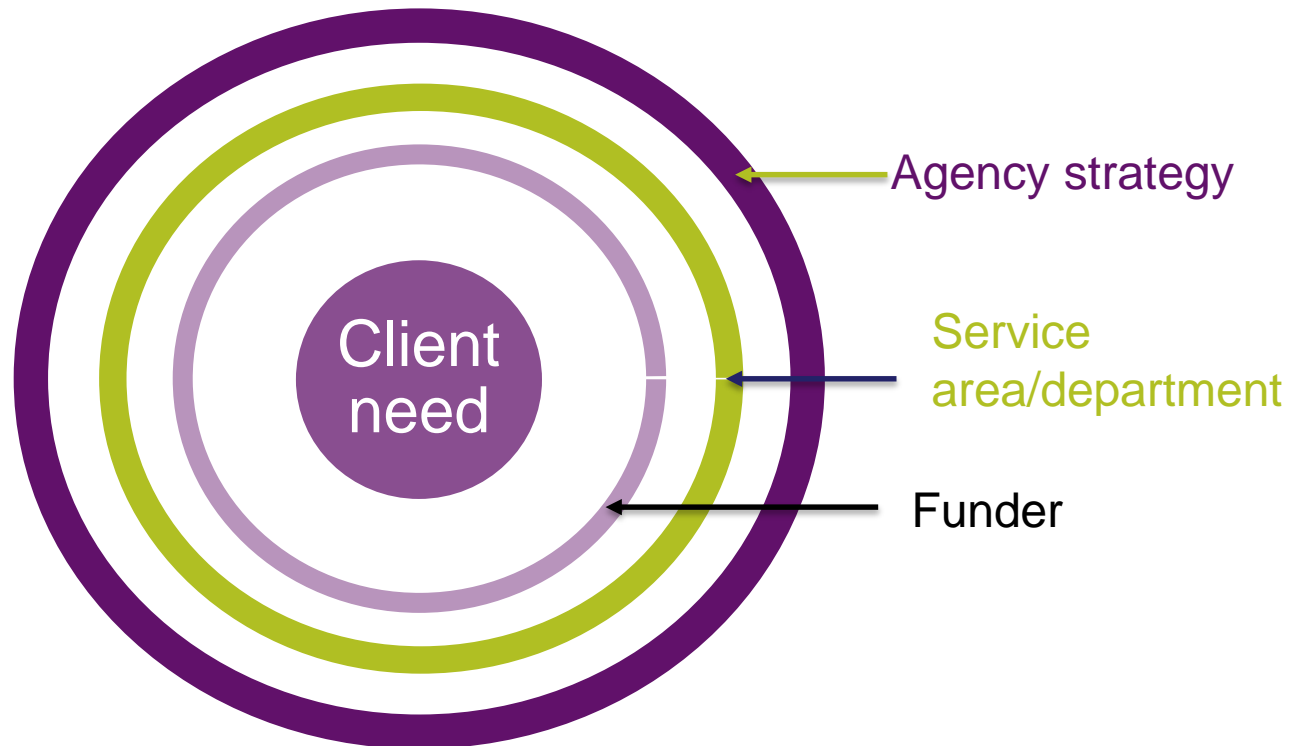 Agency strategy
Service
area/department
Client
need
Funder